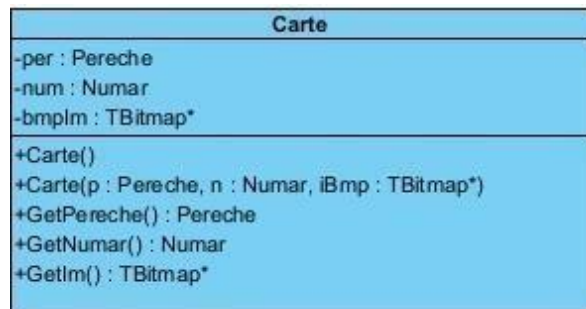 Carte
-per : Pereche
-num : Numar
-bmpIm : TBitmap*
+Carte()
+Carte(p : Pereche, n : Numar, iBmp : TBitmap*)
+GetPereche() : Pereche
+GetNumar() : Numar
+GetIm() : TBitmap*